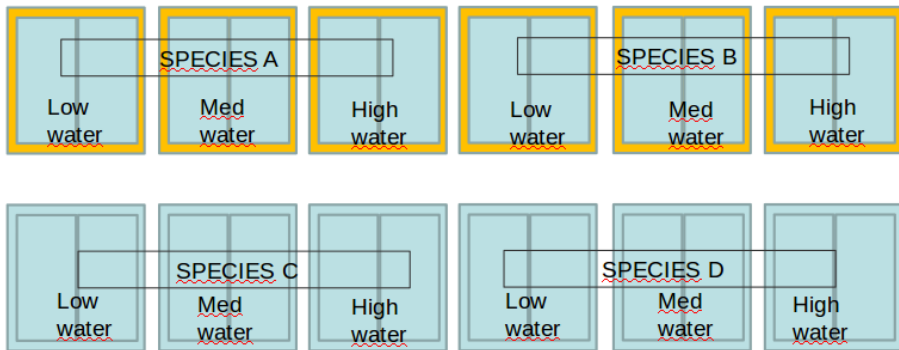 SPECIES A
SPECIES B
Low
water
Med
water
High
water
Low
water
Med
water
High
water
SPECIES C
SPECIES D
Low
water
Med
water
High
water
Low
water
Med
water
High
water